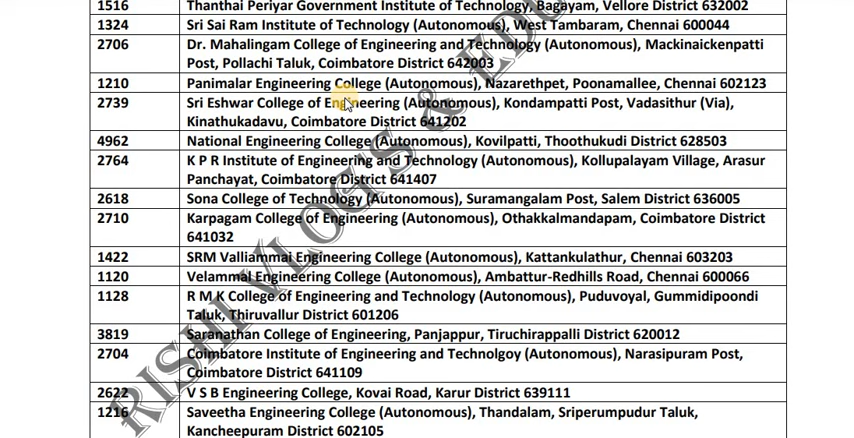 1516 Thanthai Periyar Government Institute of Technology, Bagayam, Vellore District 632002
1324 Sri Sai Ram Institute of Technology (Autonomous), West Tambaram, Chennai 600044
2706 Dr. Mahalingam College of Engineering and Technology (Autonomous), Mackinaickenpatti
Post, Pollachi Taluk, Coimbatore District 642003
1210 Panimalar Engineering College (Autonomous), Nazarethpet, Poonamallee, Chennai 602123
2739 Sri Eshwar College of Engineering (Autonomous), Kondampatti Post, Vadasithur (Via),
Kinathukadavu, Coimbatore District 641202
4962 National Engineering College (Autonomous), Kovilpatti, Thoothukudi District 628503
2764 K P R Institute of Engineering and Technology (Autonomous), Kollupalayam Village, Arasur
Panchayat, Coimbatore District 641407
2618 Sona College of Technology (Autonomous), Suramangalam Post, Salem District 636005
2710 Karpagam College of Engineering (Autonomous), Othakkalmandapam, Coimbatore District
641032
1422 SRM Valliammai Engineering College (Autonomous), Kattankulathur, Chennai 603203
1120 Velammal Engineering College (Autonomous), Ambattur-Redhills Road, Chennai 600066
1128 R M K College of Engineering and Technology (Autonomous), Puduvoyal, Gummidipoondi
Taluk, Thiruvallur District 601206
3819 Saranathan College of Engineering, Panjappur, Tiruchirappalli District 620012
2704 Coimbatore Institute of Engineering and Technolgoy (Autonomous), Narasipuram Post,
Coimbatore District 641109
2622 V S B Engineering College, Kovai Road, Karur District 639111
1216 Saveetha Engineering College (Autonomous), Thandalam, Sriperumpudur Taluk,
Kancheepuram District 602105
RISHI VLOG'S & EDU